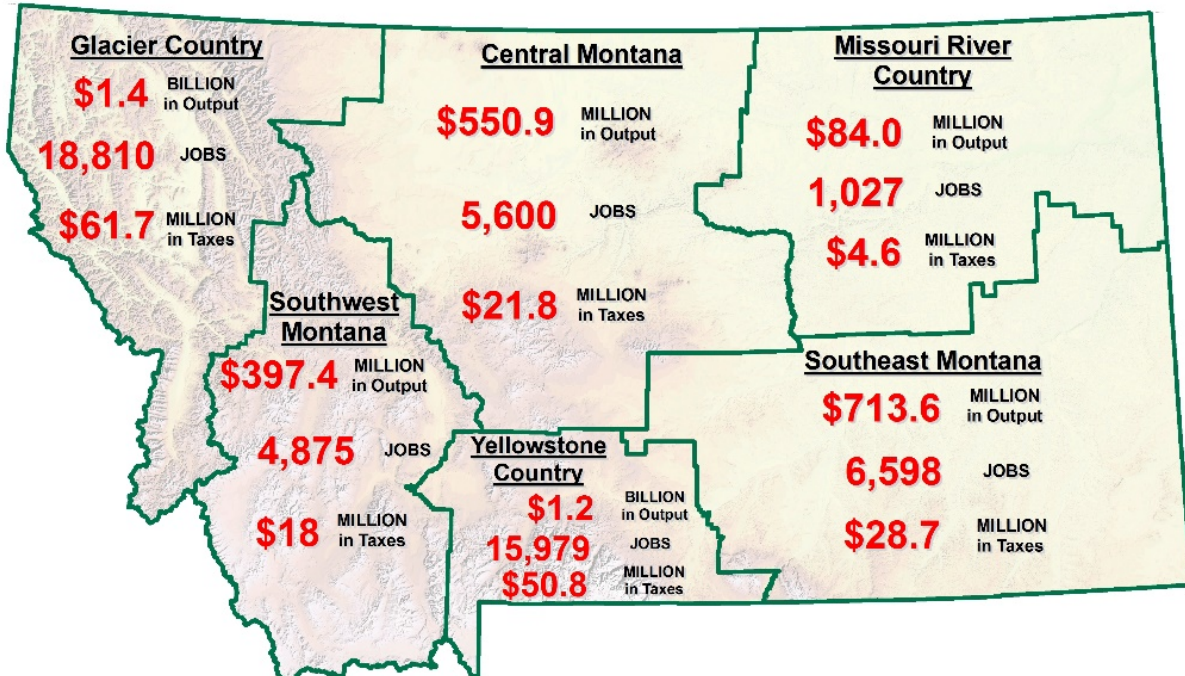 Glacier Country
$1.4 BILLION
in Output
18,810 JOBS
$61.7 MILLION
in Taxes
Central Montana
$550.9 MILLION
in Output
5,600 JOBS
$21.8 MILLION
in Taxes
Missouri River
Country
$84.0 MILLION
in Output
1,027 JOBS
$4.6 MILLION
in Taxes
Southwest
Montana
$397.4 MILLION
in Output
4,875 JOBS
$18 MILLION
in Taxes
Yellowstone
Country
$1.2 BILLION
in Output
15,979 JOBS
$50.8 MILLION
in Taxes
Southeast Montana
$713.6 MILLION
in Output
6,598 JOBS
$28.7 MILLION
in Taxes